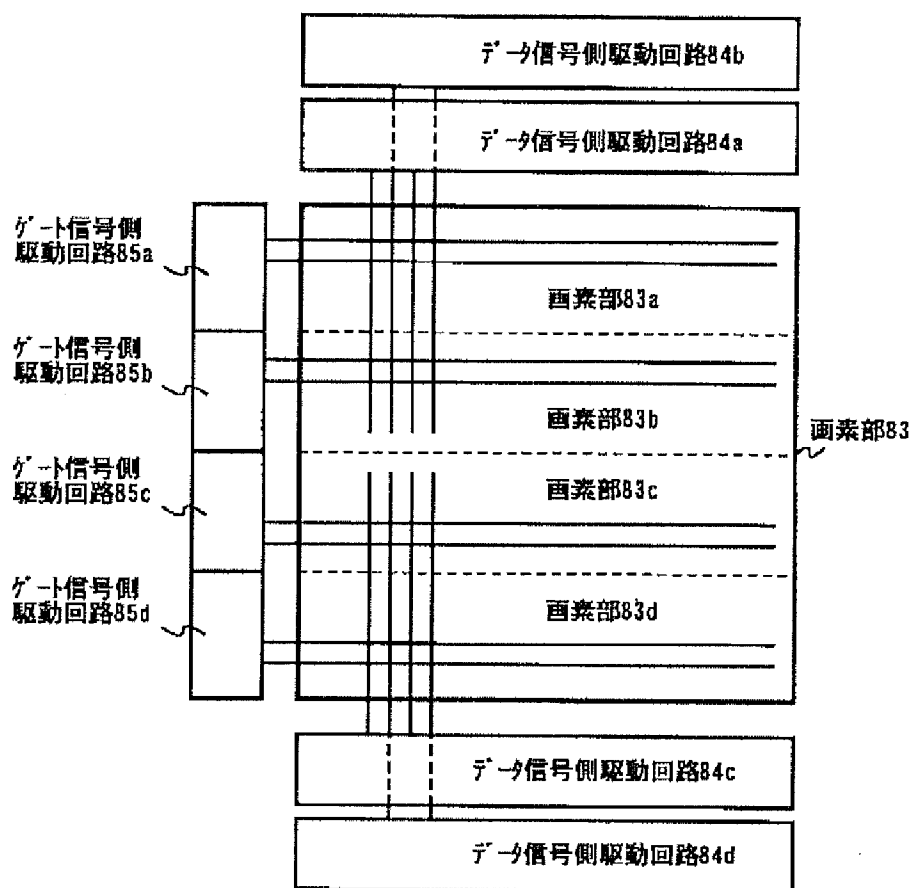 データ信号側駆動回路84b
データ信号側駆動回路84a
ゲート信号側
駆動回路85a
画素部83a
ゲート信号側
駆動回路85b
画素部83b
画素部83
ゲート信号側
駆動回路85c
画素部83c
ゲート信号側
駆動回路85d
画素部83d
データ信号側駆動回路84c
データ信号側駆動回路84d